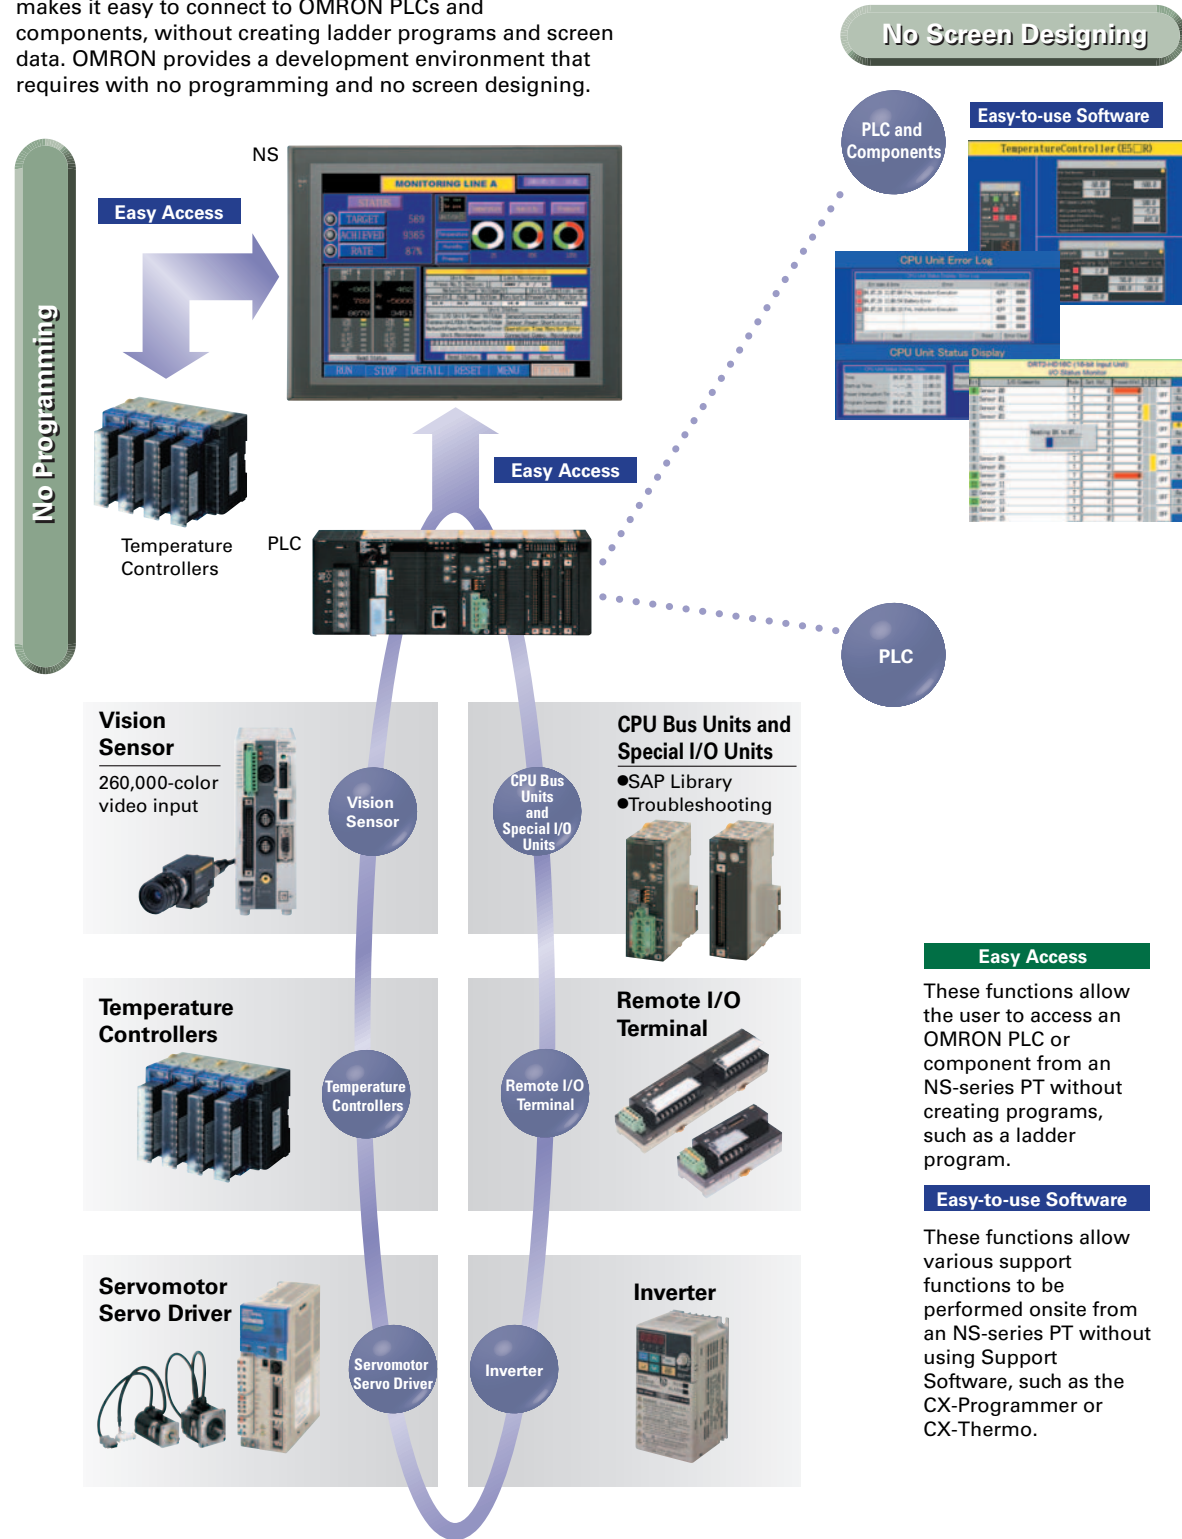 makes it easy to connect to OMRON PLCs and
components, without creating ladder programs and screen
data. OMRON provides a development environment that
requires with no programming and no screen designing.
No Screen Designing
PLC and
Components
Easy-to-use Software
TemperatureController(E5□R)
CPU Unit Error Log
CPU Unit Status Display
I/O Status Monitor
No Programming
Easy Access
NS
MONITORING LINE A
STATUS
TARGET 569
ACHIEVED 9365
RATE 87%
RUN STOP DETAIL RESET MENU
Temperature
Controllers
Easy Access
PLC
PLC
Vision
Sensor
260,000-color
video input
Vision
Sensor
CPU Bus
Units
and
Special I/O
Units
CPU Bus Units and
Special I/O Units
●SAP Library
●Troubleshooting
Temperature
Controllers
Temperature
Controllers
Remote I/O
Terminal
Remote I/O
Terminal
Servomotor
Servo Driver
Servomotor
Servo Driver
Inverter
Inverter
Easy Access
These functions allow
the user to access an
OMRON PLC or
component from an
NS-series PT without
creating programs,
such as a ladder
program.
Easy-to-use Software
These functions allow
various support
functions to be
performed onsite from
an NS-series PT without
using Support
Software, such as the
CX-Programmer or
CX-Thermo.